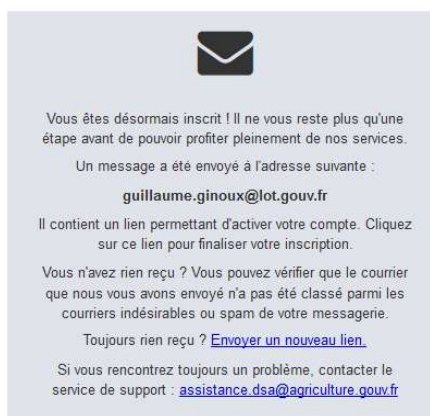 Vous êtes désormais inscrit ! Il ne vous reste plus qu'une
étape avant de pouvoir profiter pleinement de nos services.
Un message a été envoyé à l'adresse suivante :
guillaume.ginoux@lot.gouv.fr
Il contient un lien permettant d'activer votre compte. Cliquez
sur ce lien pour finaliser votre inscription.
Vous n'avez rien reçu ? Vous pouvez vérifier que le courrier
que nous vous avons envoyé n'a pas été classé parmi les
courriers indésirables ou spam de votre messagerie.
Toujours rien reçu ? Envoyer un nouveau lien.
Si vous rencontrez toujours un problème, contacter le
service de support : assistance.dsa@agriculture.gouv.fr